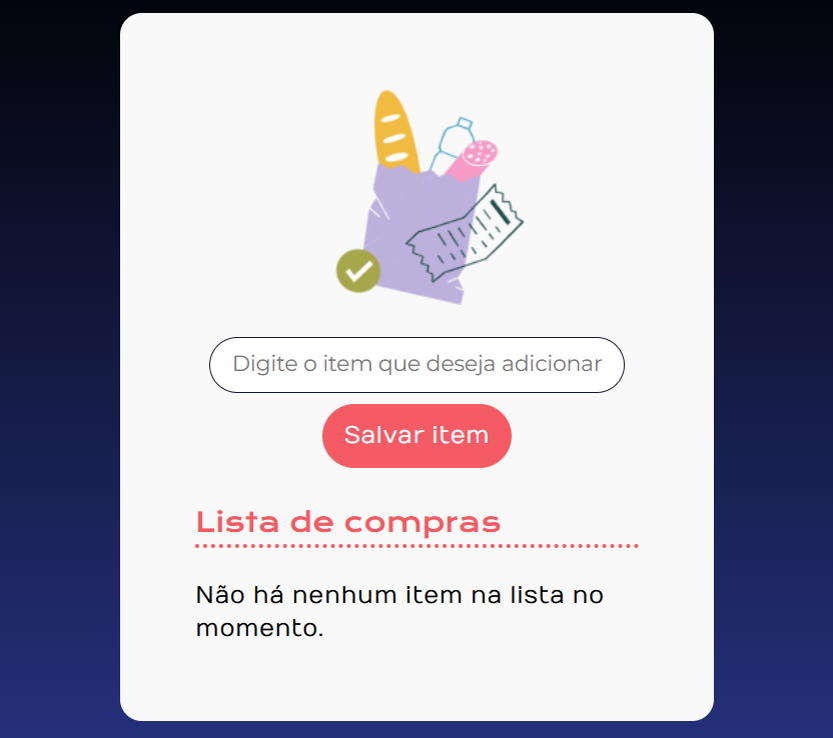 Digite o item que deseja adicionar
Salvar item
Lista de compras
Não há nenhum item na lista no
momento.